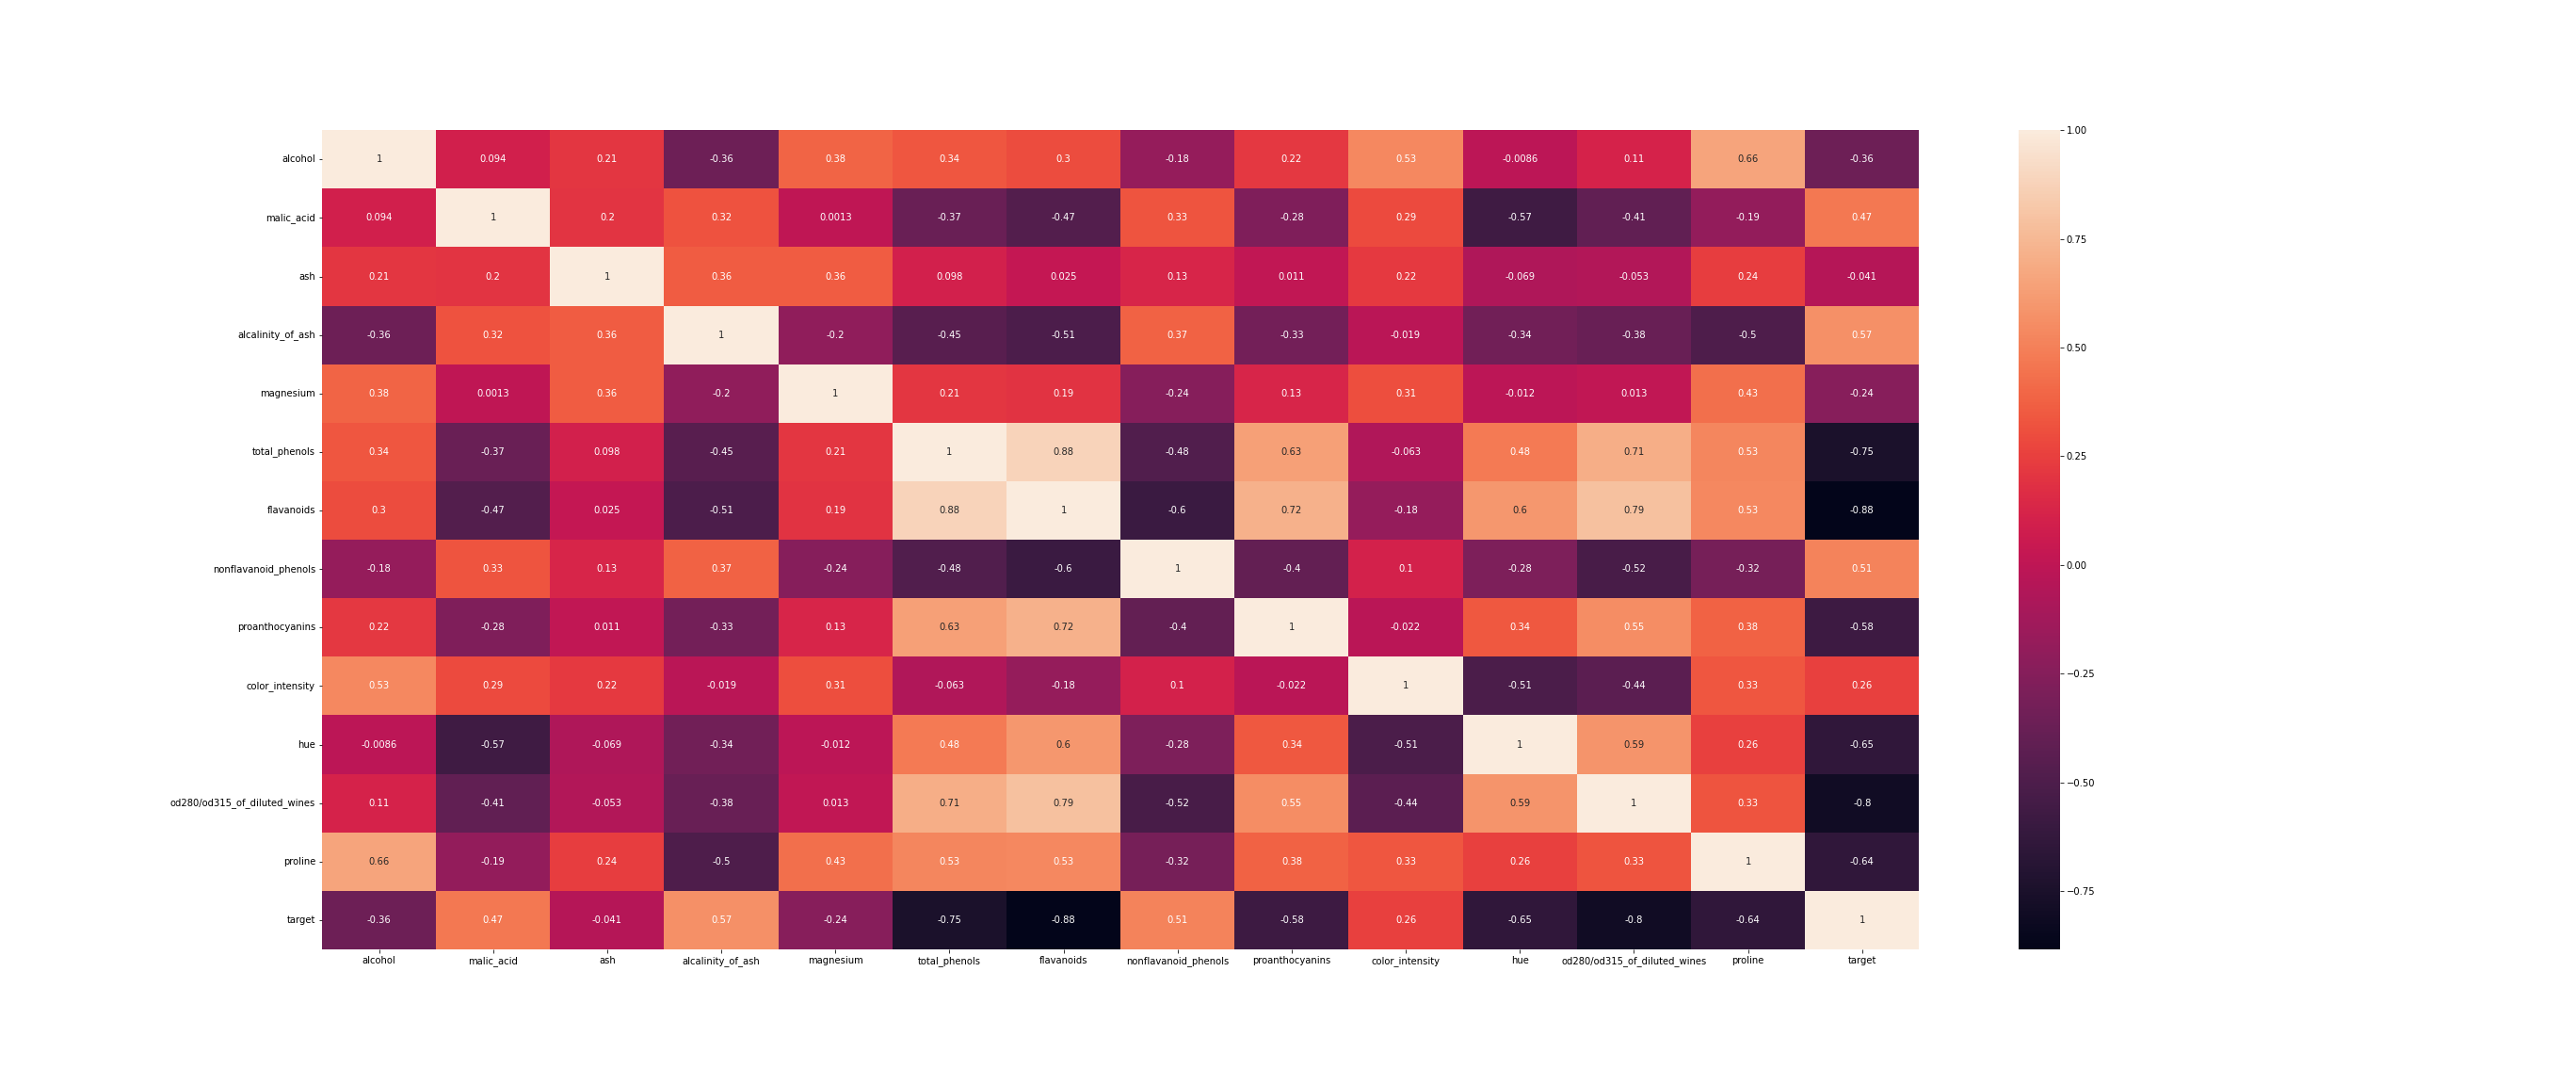 alcohol 1 0.094 0.21 -0.36 0.38 0.34 0.3 -0.18 0.22 0.53 -0.0086 0.11 0.66 -0.36
malic_acid 0.094 1 0.2 0.32 0.0013 -0.37 -0.47 0.33 -0.28 0.29 -0.57 -0.41 -0.19 0.47
ash 0.21 0.2 1 0.36 0.36 0.098 0.025 0.13 0.011 0.22 -0.069 -0.053 0.24 -0.041
alcalinity_of_ash -0.36 0.32 0.36 1 -0.2 -0.45 -0.51 0.37 -0.33 -0.019 -0.34 -0.38 -0.5 0.57
magnesium 0.38 0.0013 0.36 -0.2 1 0.21 0.19 -0.24 0.13 0.31 -0.012 0.013 0.43 -0.24
total_phenols 0.34 -0.37 0.098 -0.45 0.21 1 0.88 -0.48 0.63 -0.063 0.48 0.71 0.53 -0.75
flavanoids 0.3 -0.47 0.025 -0.51 0.19 0.88 1 -0.6 0.72 -0.18 0.6 0.79 0.53 -0.88
nonflavanoid_phenols -0.18 0.33 0.13 0.37 -0.24 -0.48 -0.6 1 -0.4 0.1 -0.28 -0.52 -0.32 0.51
proanthocyanins 0.22 -0.28 0.011 -0.33 0.13 0.63 0.72 -0.4 1 -0.022 0.34 0.55 0.38 -0.58
color_intensity 0.53 0.29 0.22 -0.019 0.31 -0.063 -0.18 0.1 -0.022 1 -0.51 -0.44 0.33 0.26
hue -0.0086 -0.57 -0.069 -0.34 -0.012 0.48 0.6 -0.28 0.34 -0.51 1 0.59 0.26 -0.65
od280/od315_of_diluted_wines 0.11 -0.41 -0.053 -0.38 0.013 0.71 0.79 -0.52 0.55 -0.44 0.59 1 0.33 -0.8
proline 0.66 -0.19 0.24 -0.5 0.43 0.53 0.53 -0.32 0.38 0.33 0.26 0.33 1 -0.64
target -0.36 0.47 -0.041 0.57 -0.24 -0.75 -0.88 0.51 -0.58 0.26 -0.65 -0.8 -0.64 1
alcohol malic_acid ash alcalinity_of_ash magnesium total_phenols flavanoids nonflavanoid_phenols proanthocyanins color_intensity hue od280/od315_of_diluted_wines proline target
1.00
0.75
0.50
0.25
0.00
−0.25
−0.50
−0.75